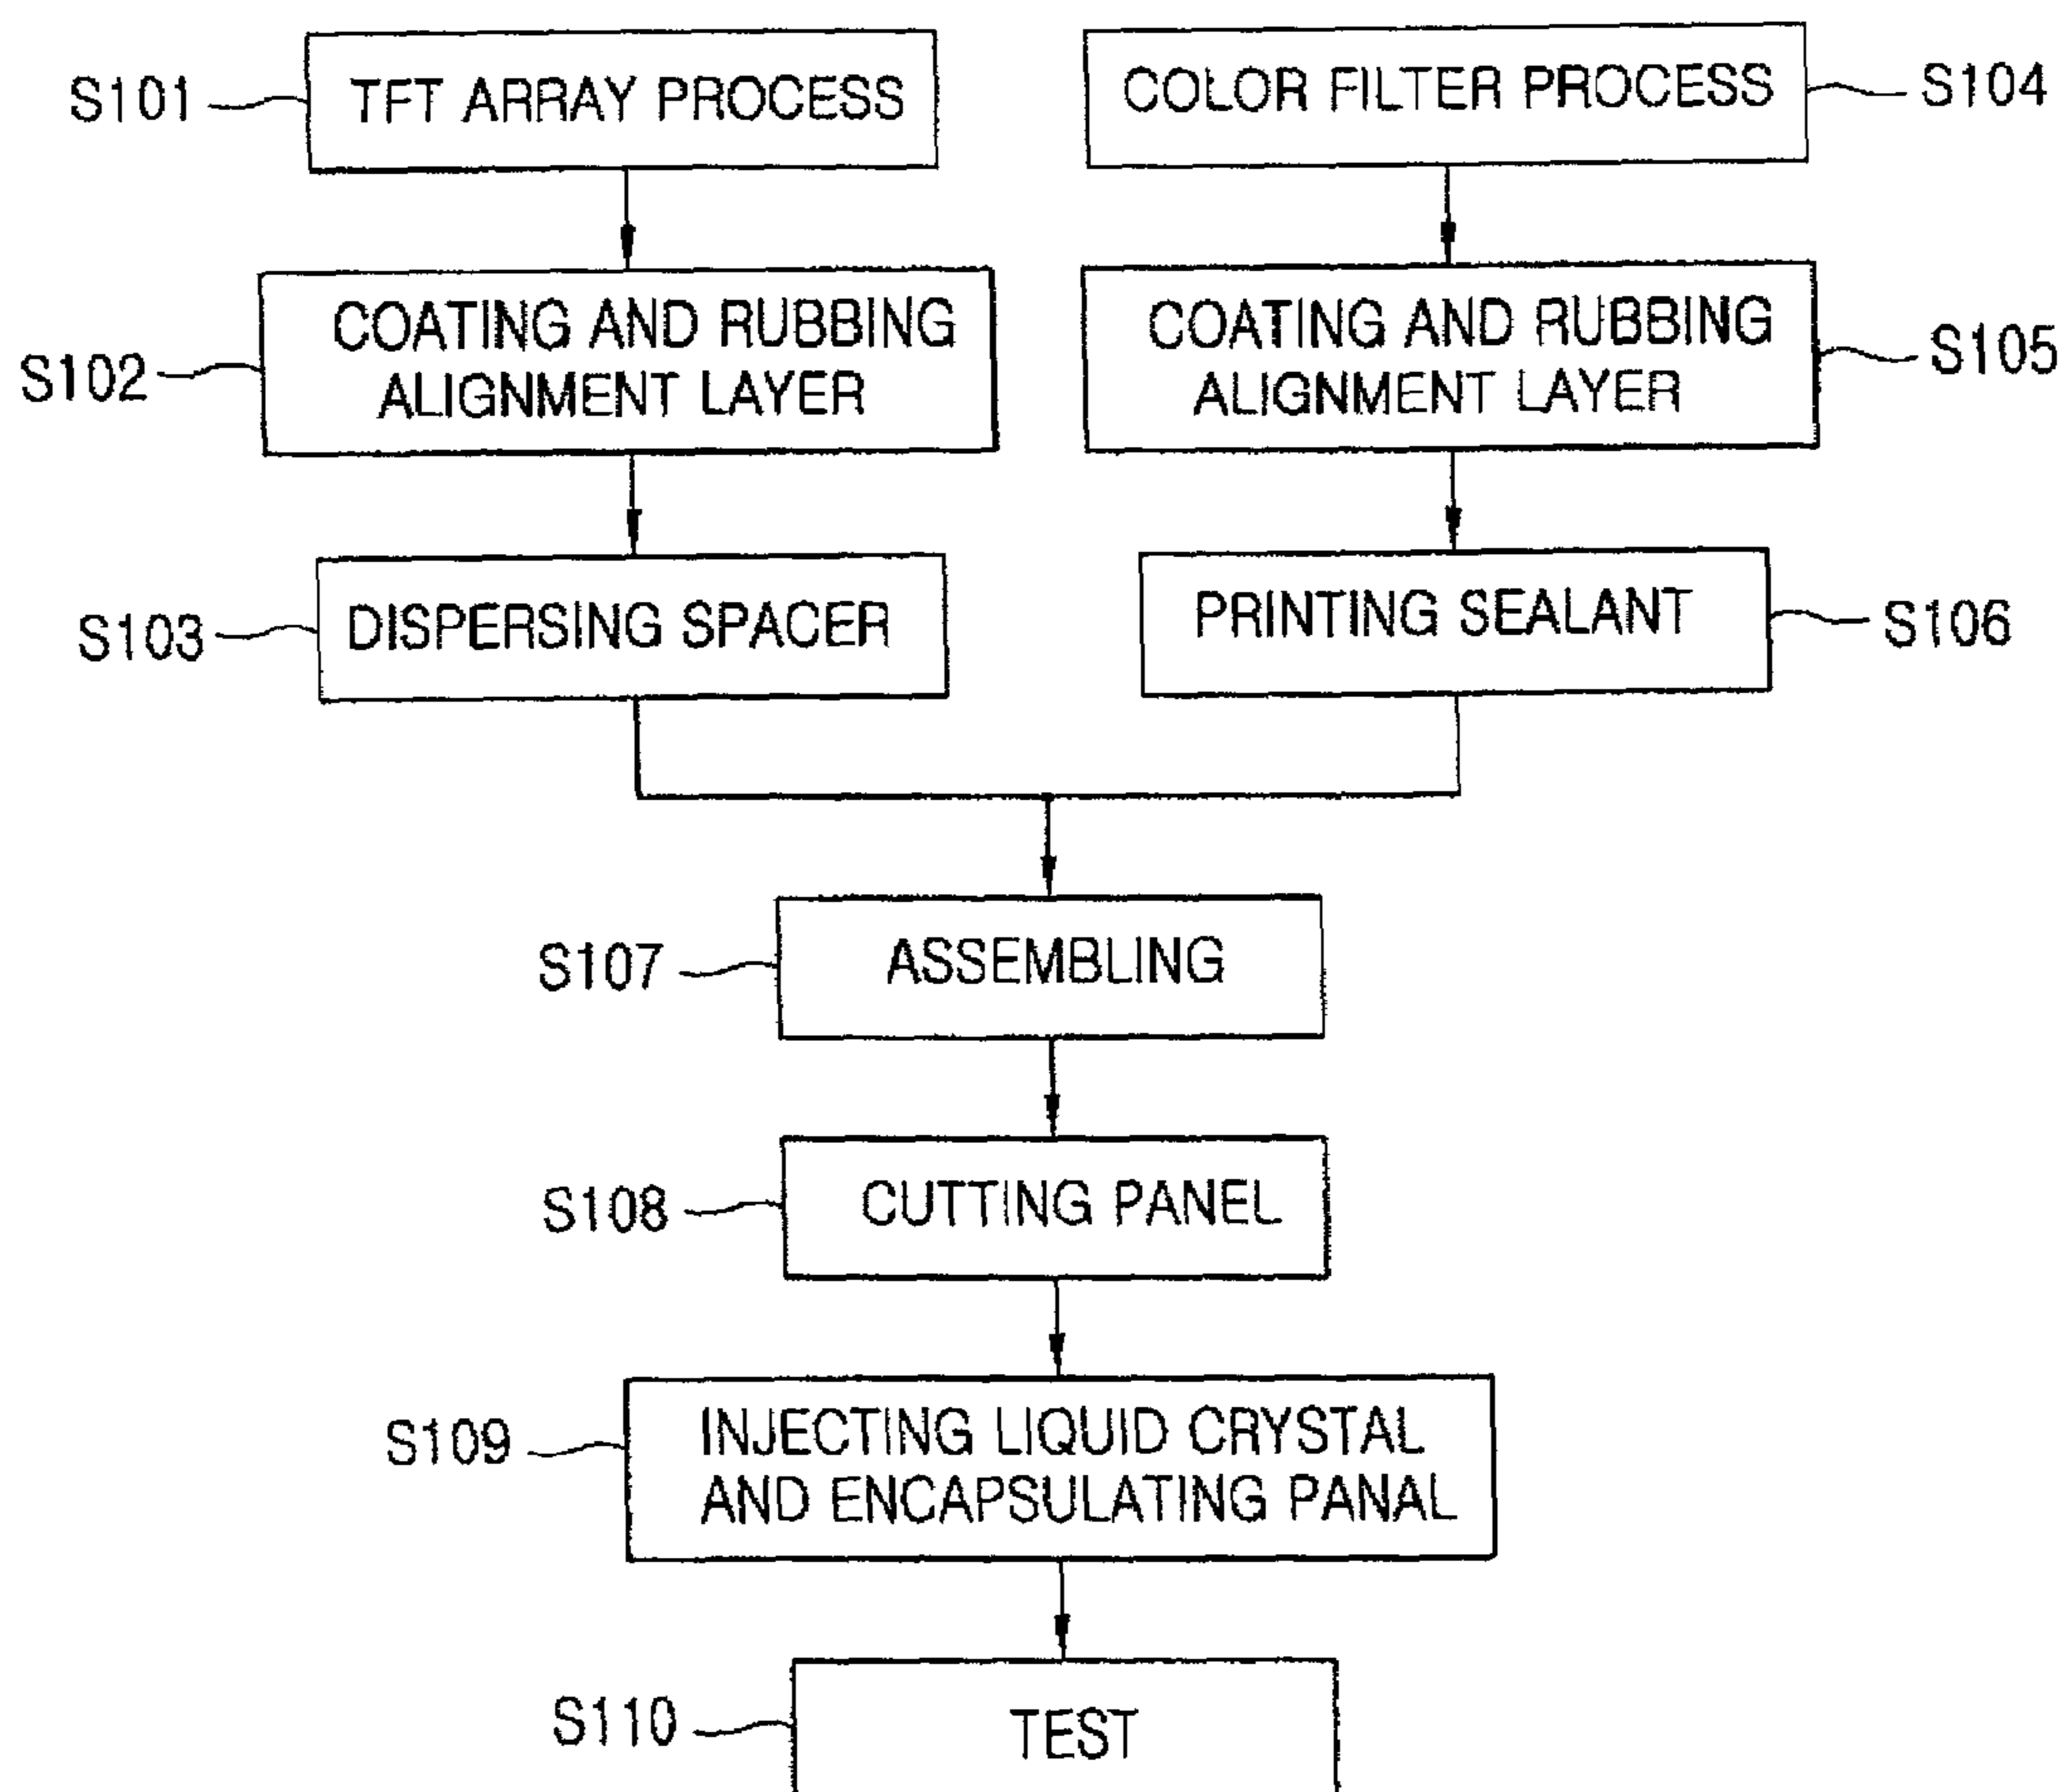 S101
TFT ARRAY PROCESS
COLOR FILTER PROCESS
S104
S102
COATING AND RUBBING
ALIGNMENT LAYER
COATING AND RUBBING
ALIGNMENT LAYER
S105
S103
DISPERSING SPACER
PRINTING SEALANT
S106
S107
ASSEMBLING
S108
CUTTING PANEL
S109
INJECTING LIQUID CRYSTAL
AND ENCAPSULATING PANAL
S110
TEST